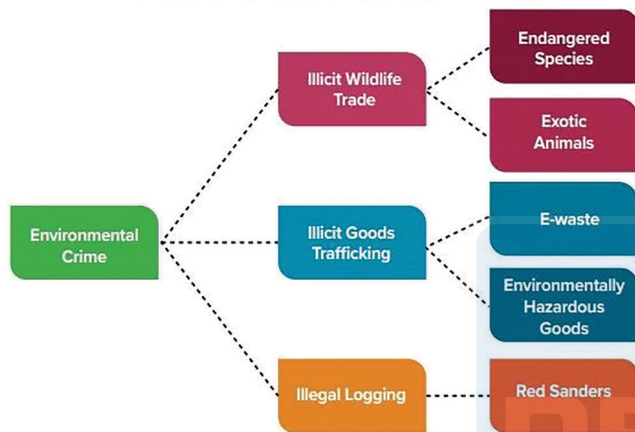 Endangered
Species
Illicit Wildlife
Trade
Exotic
Animals
Environmental
Crime
Illicit Goods
Trafficking
E-waste
Environmentally
Hazardous
Goods
Illegal Logging
Red Sanders